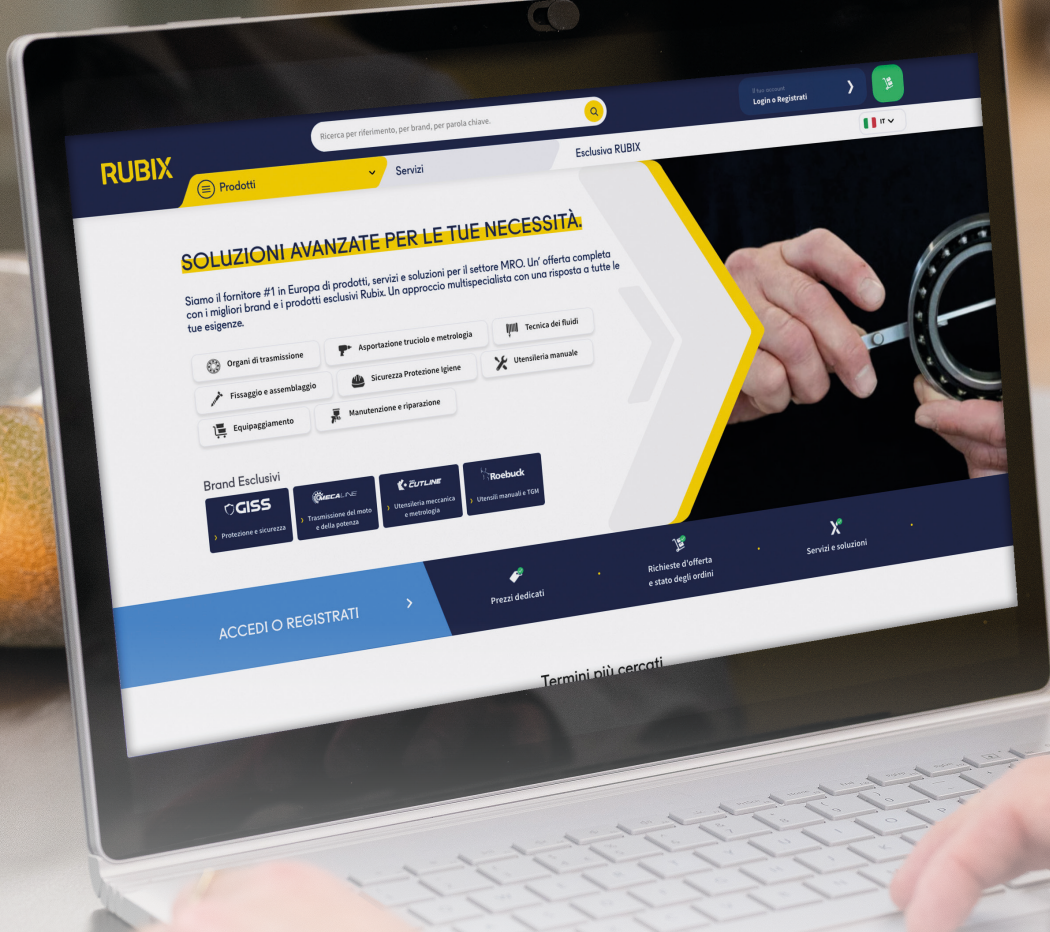 Ricerca per riferimento, per brand, per parola chiave.
Il tuo account
Login o Registrati
IT
RUBIX
Prodotti
Servizi
Esclusiva RUBIX
SOLUZIONI AVANZATE PER LE TUE NECESSITÀ.
Siamo il fornitore #1 in Europa di prodotti, servizi e soluzioni per il settore MRO. Un' offerta completa
con i migliori brand e i prodotti esclusivi Rubix. Un approccio multispecialista con una risposta a tutte le
tue esigenze.
Organi di trasmissione
Asportazione truciolo e metrologia
Tecnica dei fluidi
Fissaggio e assemblaggio
Sicurezza Protezione Igiene
Utensileria manuale
Equipaggiamento
Manutenzione e riparazione
Brand Esclusivi
GISS
Protezione e sicurezza
MECALINE
Trasmissione del moto
e della potenza
CUTLINE
Utensileria meccanica
e metrologia
Roebuck
Utensili manuali e TGM
ACCEDI O REGISTRATI
Prezzi dedicati
Richieste d'offerta
e stato degli ordini
Servizi e soluzioni
Termini più cercati